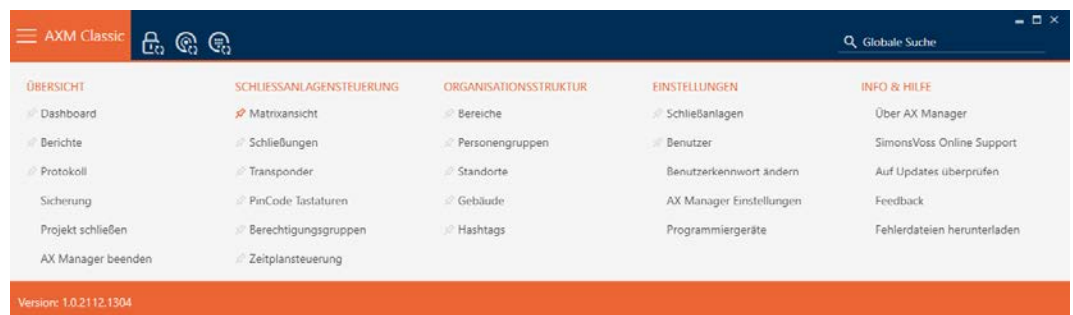 AXM Classic
Globale Suche
ÜBERSICHT
Dashboard
Berichte
Protokoll
Sicherung
Projekt schließen
AX Manager beenden
SCHLIESSANLAGENSTEUERUNG
Matrixansicht
Schließungen
Transponder
PinCode Tastaturen
Berechtigungsgruppen
Zeitplansteuerung
ORGANISATIONSSTRUKTUR
Bereiche
Personengruppen
Standorte
Gebäude
Hashtags
EINSTELLUNGEN
Schließanlagen
Benutzer
Benutzerkennwort ändern
AX Manager Einstellungen
Programmiergeräte
INFO & HILFE
Über AX Manager
SimonsVoss Online Support
Auf Updates überprüfen
Feedback
Fehlerdateien herunterladen
Version: 1.0.2112.1304